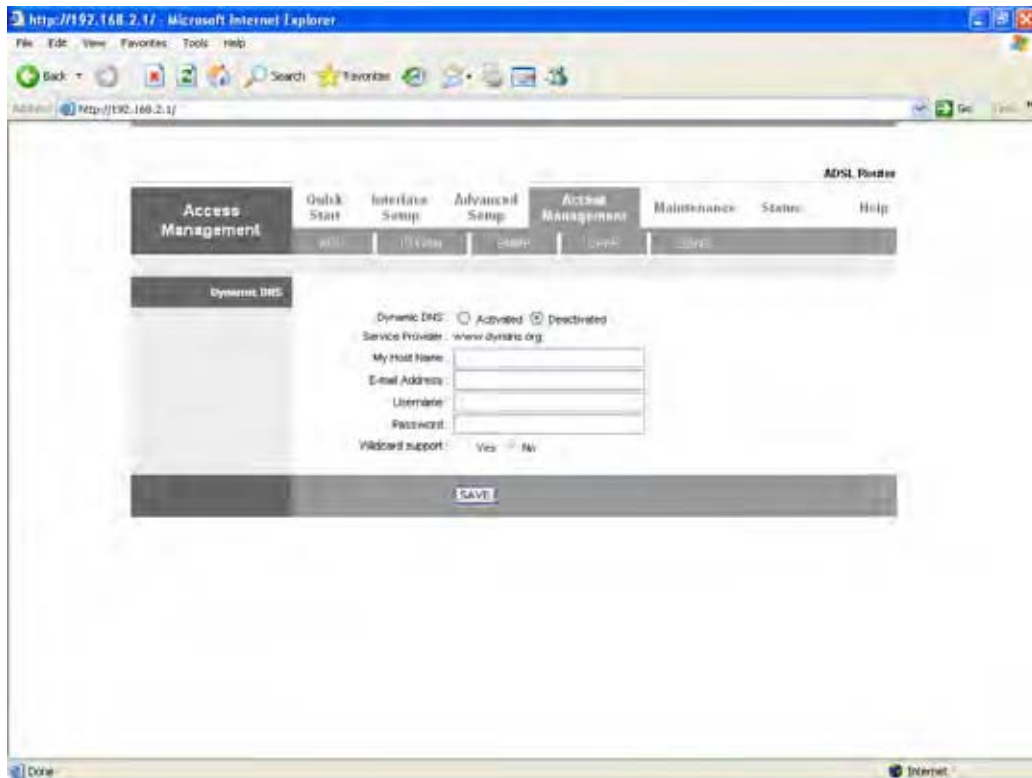 http://192.168.2.1/ - Microsoft Internet Explorer
File Edit View Favorites Tools Help
Back Search Favorites
Address http://192.168.2.1/ Go
ADSL Router
Access Management
Quick Start
Interface Setup
Advanced Setup
Access Management
Maintenance
Status
Help
Dynamic DNS
Dynamic DNS : Activated Deactivated
Service Provider : www.dyndns.org
My Host Name :
E-mail Address :
Username :
Password :
Wildcard support : Yes No
SAVE
Done Internet